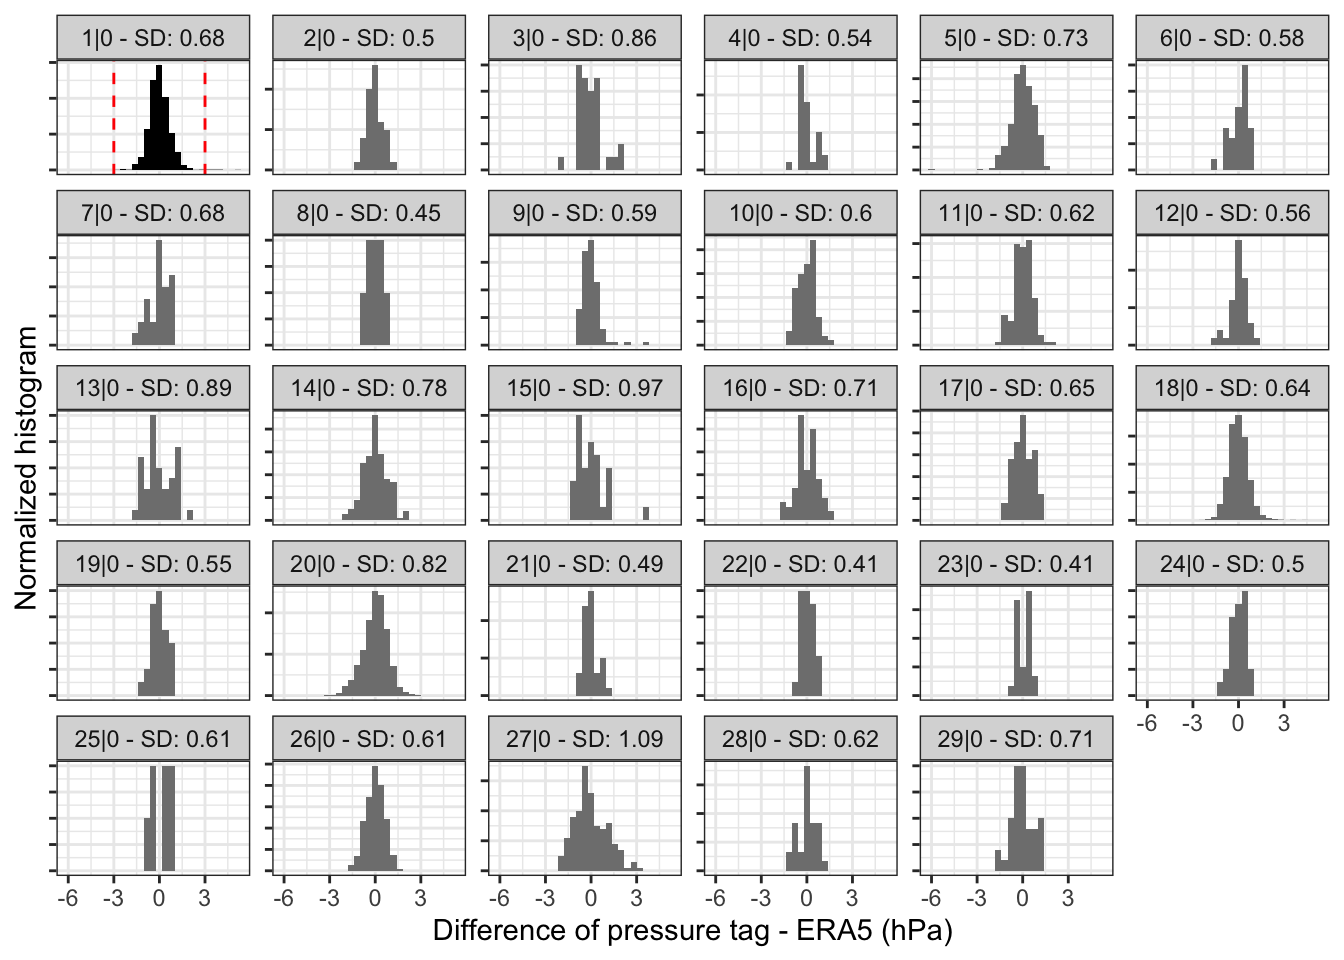 1|0 - SD: 0.68
2|0 - SD: 0.5
3|0 - SD: 0.86
4|0 - SD: 0.54
5|0 - SD: 0.73
6|0 - SD: 0.58
7|0 - SD: 0.68
8|0 - SD: 0.45
9|0 - SD: 0.59
10|0 - SD: 0.6
11|0 - SD: 0.62
12|0 - SD: 0.56
13|0 - SD: 0.89
14|0 - SD: 0.78
15|0 - SD: 0.97
16|0 - SD: 0.71
17|0 - SD: 0.65
18|0 - SD: 0.64
19|0 - SD: 0.55
20|0 - SD: 0.82
21|0 - SD: 0.49
22|0 - SD: 0.41
23|0 - SD: 0.41
24|0 - SD: 0.5
-6 -3 0 3
25|0 - SD: 0.61
26|0 - SD: 0.61
27|0 - SD: 1.09
28|0 - SD: 0.62
29|0 - SD: 0.71
-6 -3 0 3
-6 -3 0 3
-6 -3 0 3
-6 -3 0 3
-6 -3 0 3
Difference of pressure tag - ERA5 (hPa)
Normalized histogram